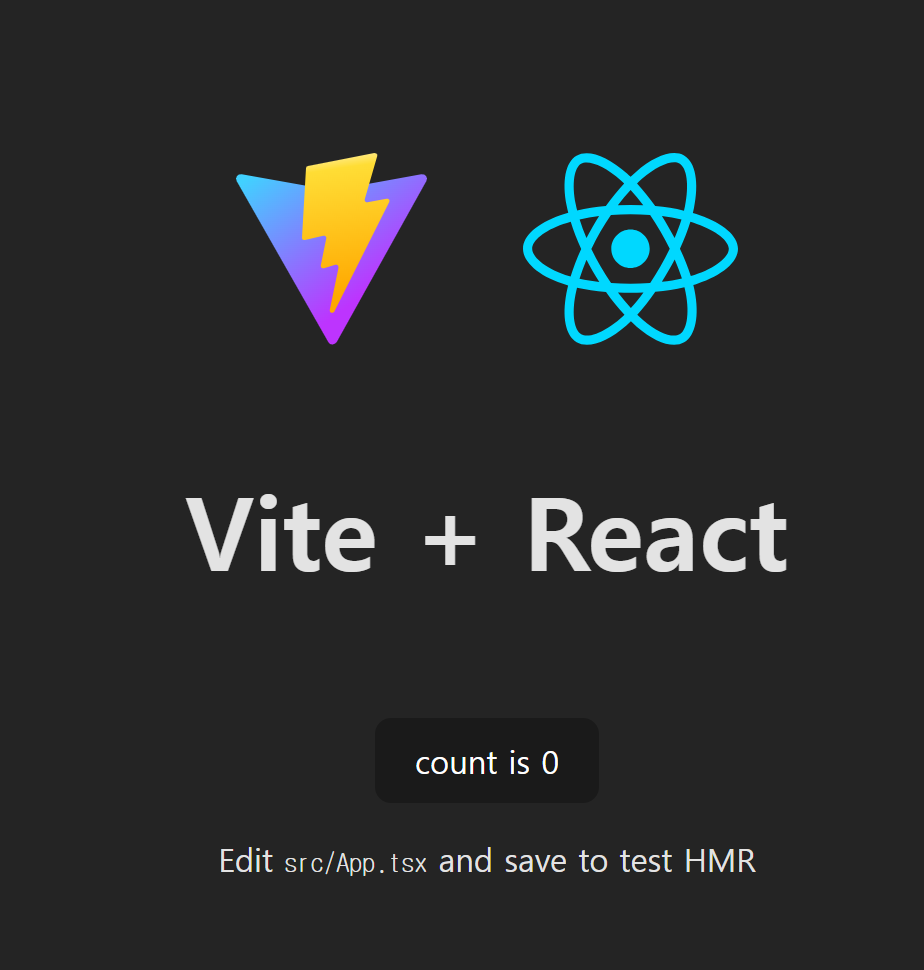 Vite + React
count is 0
Edit src/App.tsx and save to test HMR